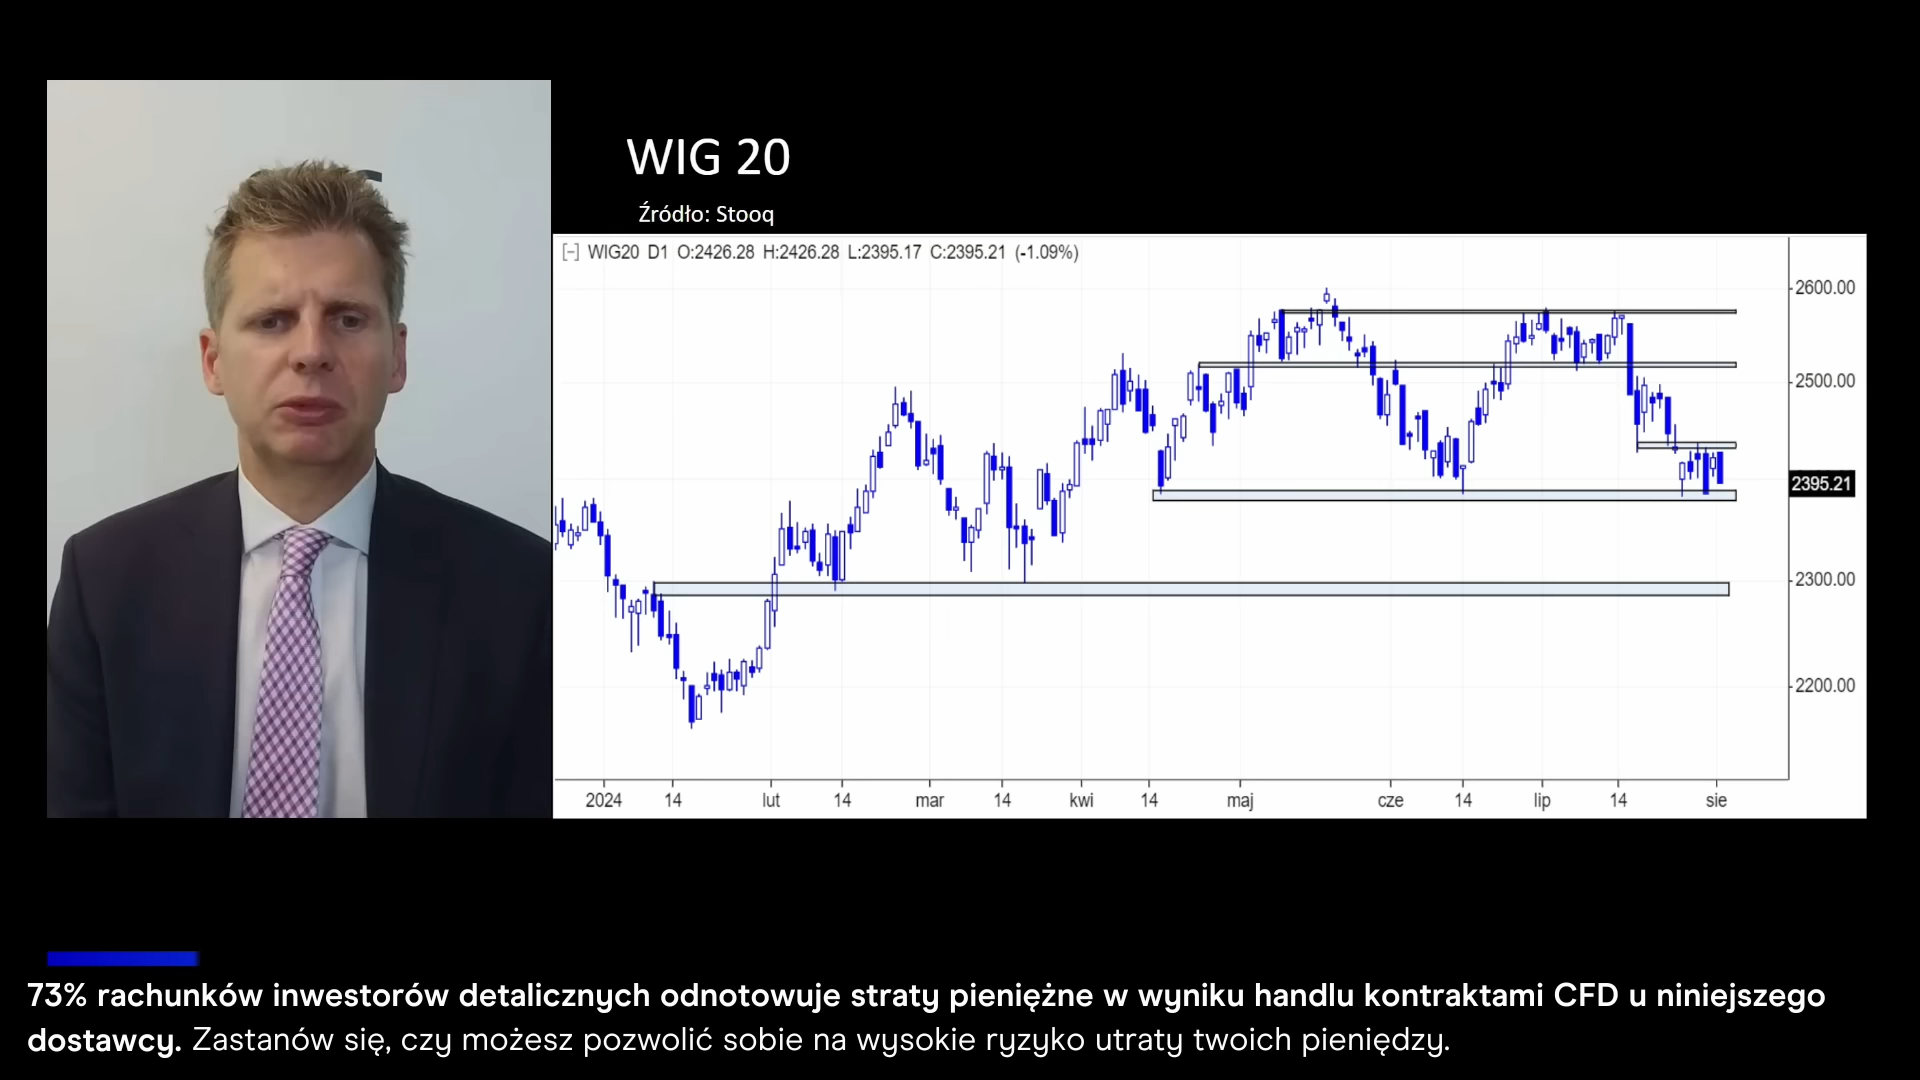 WIG 20
Źródło: Stooq
[-] WIG20 D1 O:2426.28 H:2426.28 L:2395.17 C:2395.21 (-1.09%)
2600.00
2500.00
2395.21
2300.00
2200.00
2024 14 lut 14 mar 14 kwi 14 maj cze 14 lip 14 sie
73% rachunków inwestorów detalicznych odnotowuje straty pieniężne w wyniku handlu kontraktami CFD u niniejszego
dostawcy. Zastanów się, czy możesz pozwolić sobie na wysokie ryzyko utraty twoich pieniędzy.